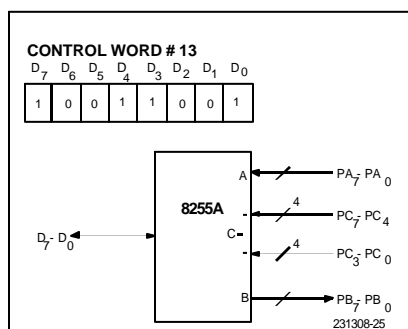 CONTROL WORD # 13
D7 D6 D5 D4 D3 D2 D1 D0
1 0 0 1 1 0 0 1
A PA7- PA0
4
8255A PC7- PC4
D7- D0 C
4
PC3- PC0
B PB7- PB0
231308-25